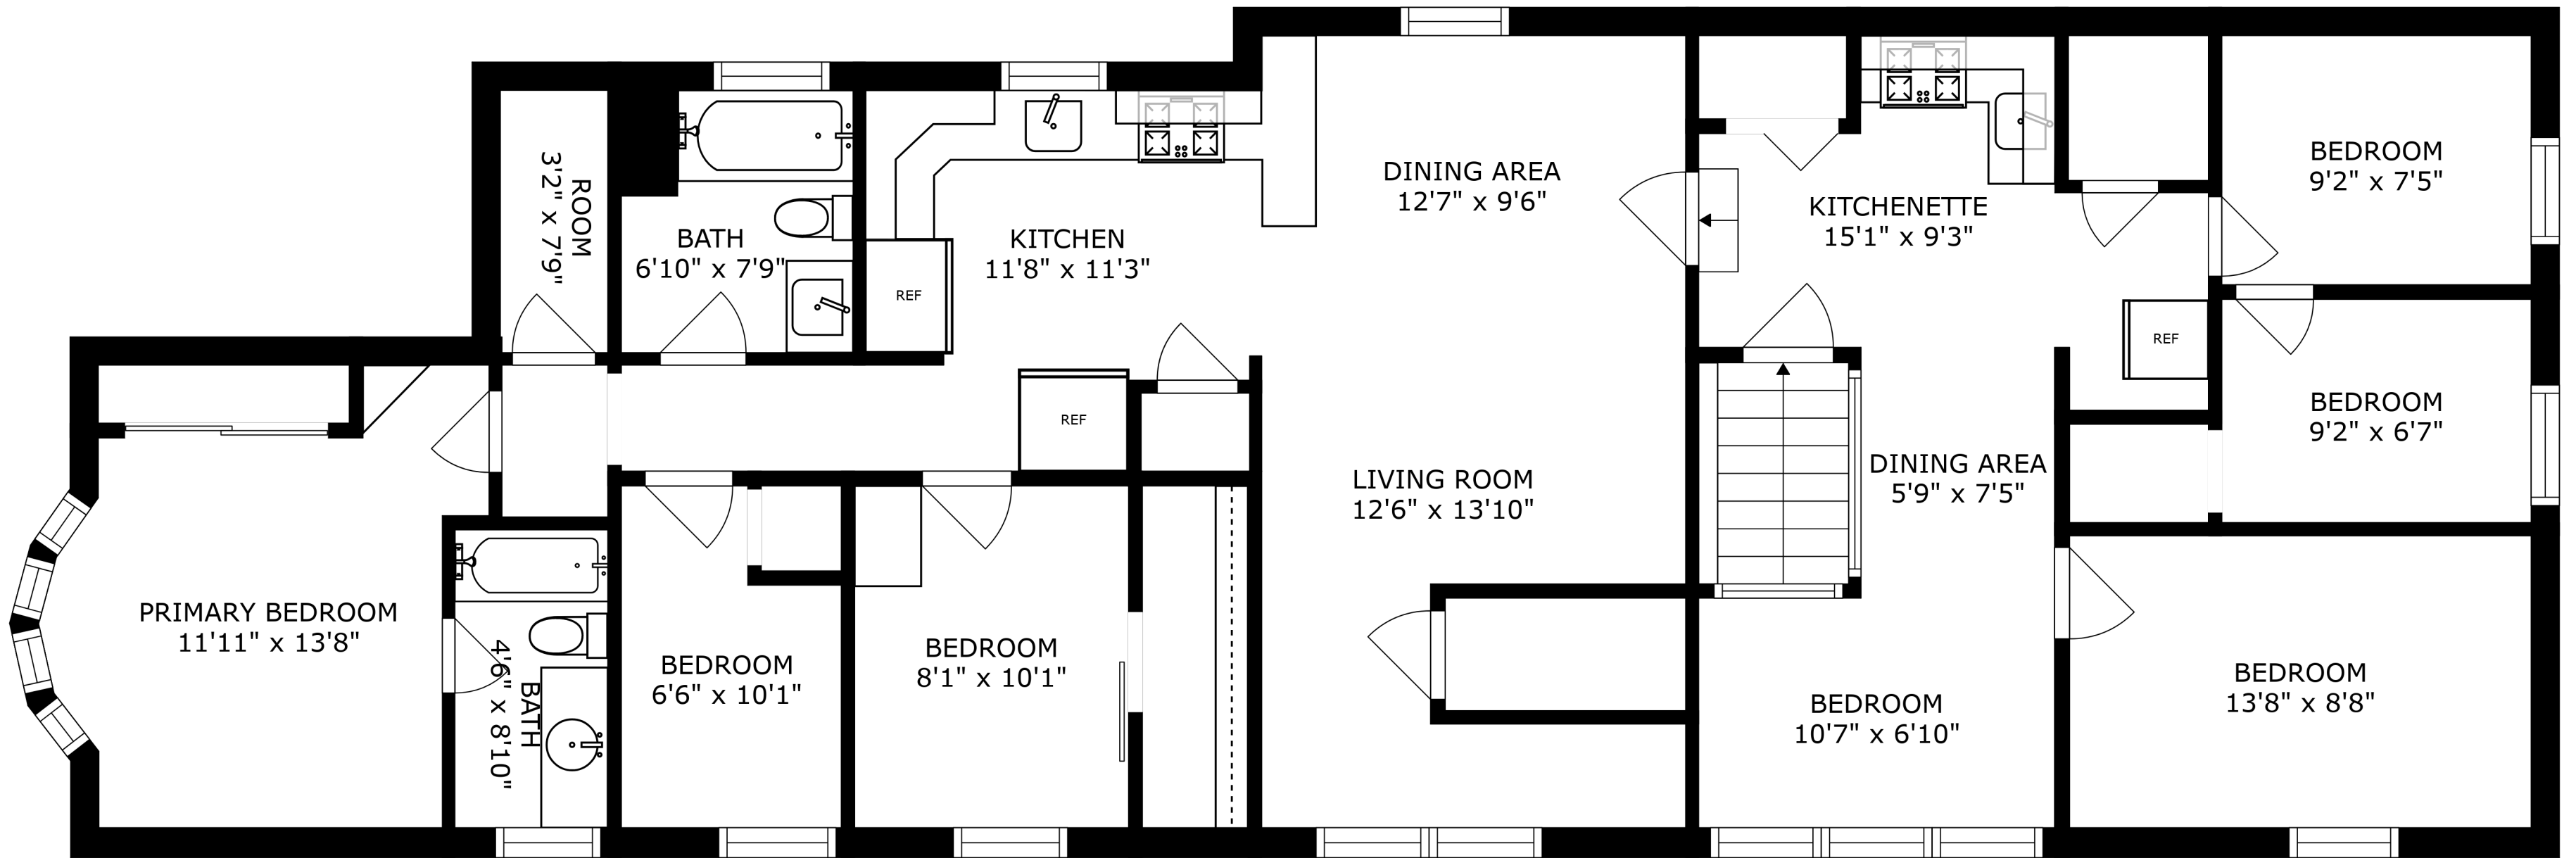 ROOM
3'2" x 7'9"
BATH
6'10" x 7'9"
KITCHEN
11'8" x 11'3"
REF
REF
DINING AREA
12'7" x 9'6"
KITCHENETTE
15'1" x 9'3"
REF
BEDROOM
9'2" x 7'5"
BEDROOM
9'2" x 6'7"
LIVING ROOM
12'6" x 13'10"
DINING AREA
5'9" x 7'5"
PRIMARY BEDROOM
11'11" x 13'8"
BATH
4'6" x 8'10"
BEDROOM
6'6" x 10'1"
BEDROOM
8'1" x 10'1"
BEDROOM
10'7" x 6'10"
BEDROOM
13'8" x 8'8"